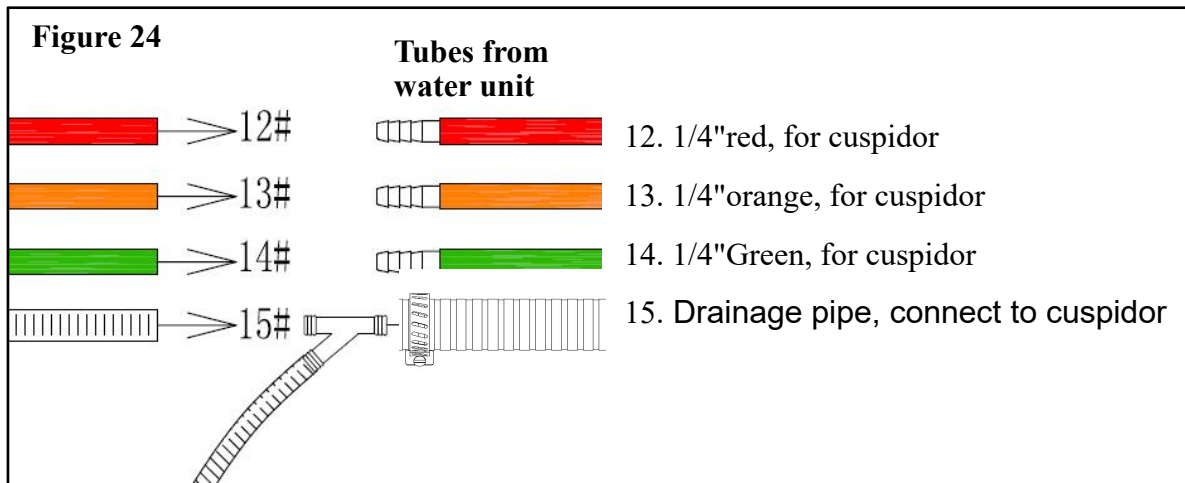 Figure 24
Tubes from
water unit
12#
12. 1/4"red, for cuspidor
13#
13. 1/4"orange, for cuspidor
14#
14. 1/4"Green, for cuspidor
15#
15. Drainage pipe, connect to cuspidor